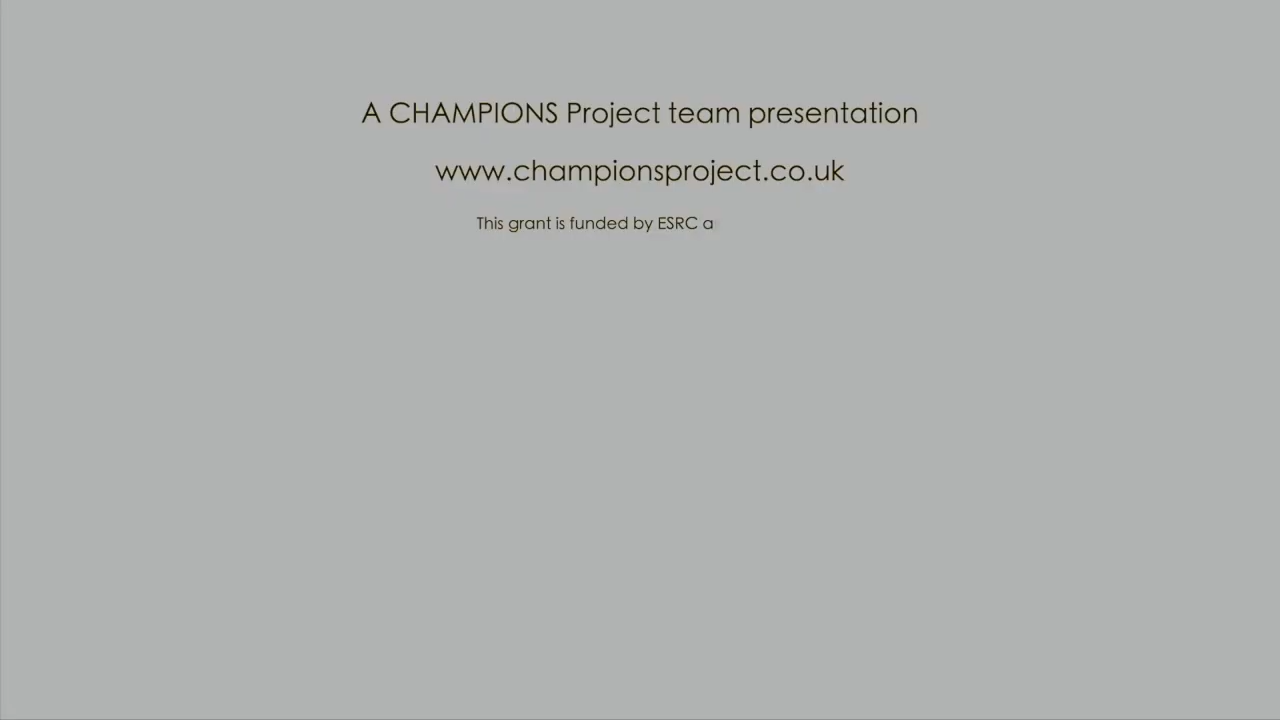 A CHAMPIONS Project team presentation
www.championsproject.co.uk
This grant is funded by ESRC a